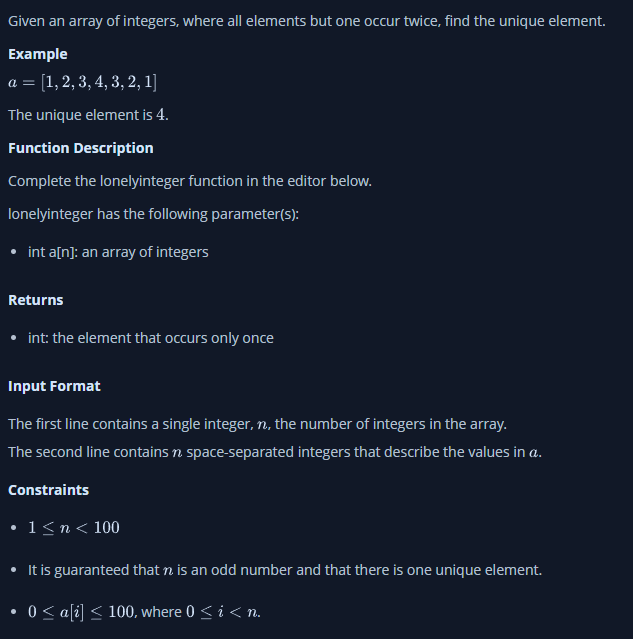 Given an array of integers, where all elements but one occur twice, find the unique element.
Example
a = [1, 2, 3, 4, 3, 2, 1]
The unique element is 4.
Function Description
Complete the lonelyinteger function in the editor below.
lonelyinteger has the following parameter(s):
• int a[n]: an array of integers
Returns
• int: the element that occurs only once
Input Format
The first line contains a single integer, n, the number of integers in the array.
The second line contains n space-separated integers that describe the values in a.
Constraints
• 1 ≤ n < 100
• It is guaranteed that n is an odd number and that there is one unique element.
• 0 ≤ a[i] ≤ 100, where 0 ≤ i < n.